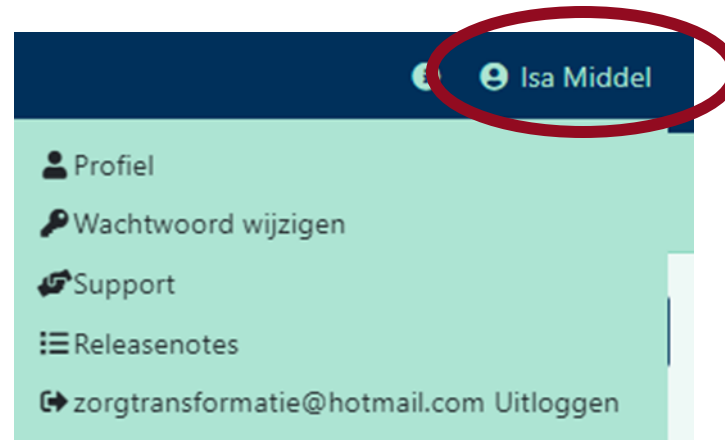 Isa Middel
Profiel
Wachtwoord wijzigen
Support
Releasenotes
zorgtransformatie@hotmail.com Uitloggen